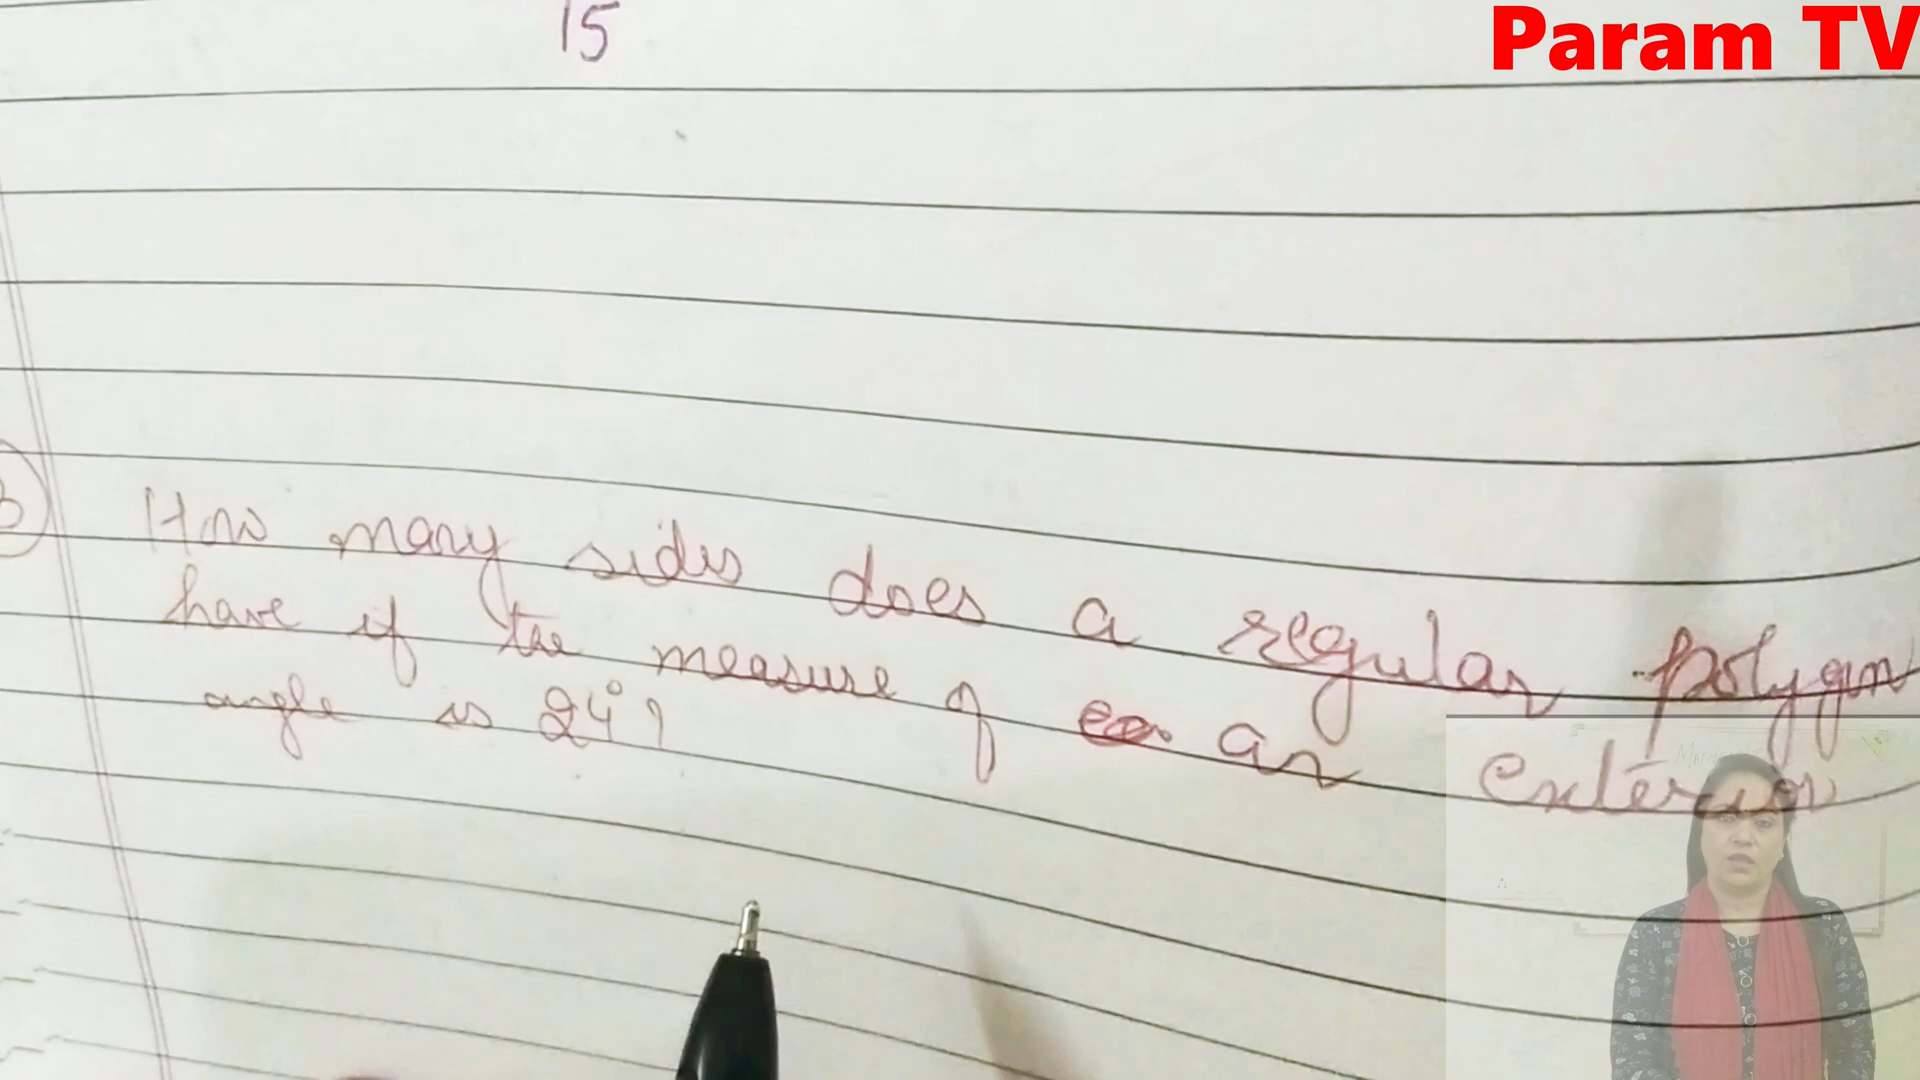 15
Param TV
How many sides does a regular polygon
have if the measure of an exterior
angle is 24°?